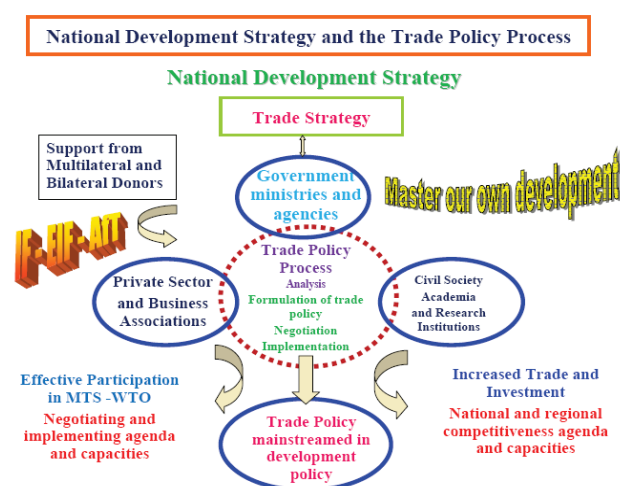 National Development Strategy and the Trade Policy Process
National Development Strategy
Trade Strategy
Support from
Multilateral and
Bilateral Donors
Government
ministries and
agencies
Master our own development
IF - EIF - AfT
Trade Policy
Process
Analysis
Formulation of trade
policy
Negotiation
Implementation
Private Sector
and Business
Associations
Civil Society
Academia
and Research
Institutions
Effective Participation
in MTS -WTO
Negotiating and
implementing agenda
and capacities
Trade Policy
mainstreamed in
development
policy
Increased Trade and
Investment
National and regional
competitiveness agenda
and capacities